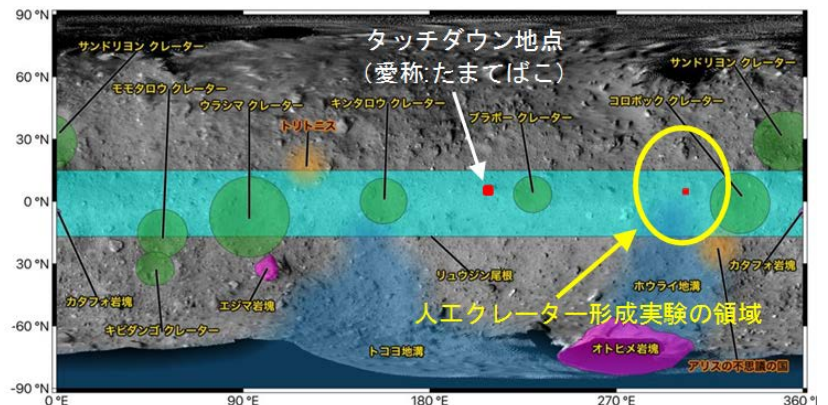 90 °N
60 °N
30 °N
0 °N
30 °N
-60 °N
-90 °N
サンドリヨン クレーター
モモタロウ クレーター
ウラシマ クレーター
キンタロウ クレーター
トリトニス
タッチダウン地点
（愛称:たまてばこ）
ブラボー クレーター
サンドリヨン クレーター
コロボック クレーター
カタフォ岩塊
キビダンゴ クレーター
エジマ岩塊
リュウジン尾根
ホウライ地溝
カタフォ岩塊
人工クレーター形成実験の領域
トコヨ地溝
オトヒメ岩塊
アリスの不思議の国
0 °E
90 °E
180 °E
270 °E
360 °E